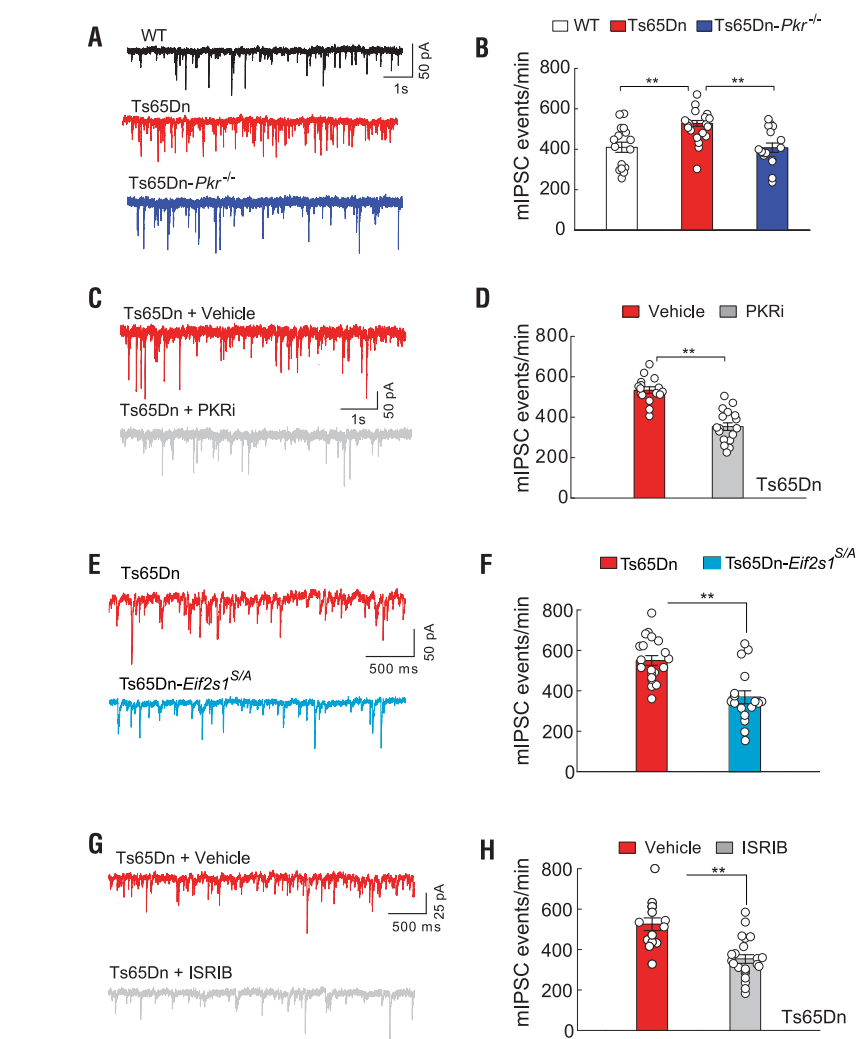 A
WT
50 pA
1s
Ts65Dn
Ts65Dn-Pkr-/-
B
WT Ts65Dn Ts65Dn-Pkr-/-
mIPSC events/min
800
600
400
200
0
** **
C
Ts65Dn + Vehicle
50 pA
1s
Ts65Dn + PKRi
D
Vehicle PKRi
mIPSC events/min
800
600
400
200
0
**
Ts65Dn
E
Ts65Dn
50 pA
500 ms
Ts65Dn-Eif2s1S/A
F
Ts65Dn Ts65Dn-Eif2s1S/A
mIPSC events/min
800
600
400
200
0
**
G
Ts65Dn + Vehicle
25 pA
500 ms
Ts65Dn + ISRIB
H
Vehicle ISRIB
mIPSC events/min
800
600
400
200
0
**
Ts65Dn